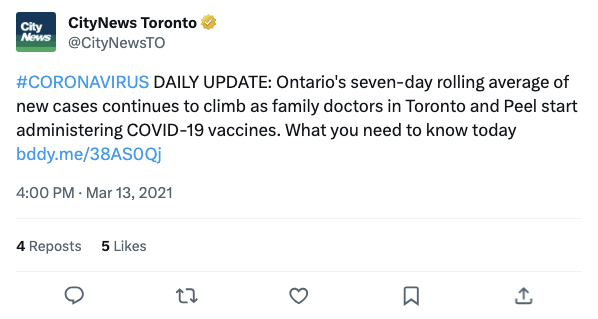 City
News
CityNews Toronto
@CityNewsTO
#CORONAVIRUS DAILY UPDATE: Ontario's seven-day rolling average of
new cases continues to climb as family doctors in Toronto and Peel start
administering COVID-19 vaccines. What you need to know today
bddy.me/38AS0Qj
4:00 PM · Mar 13, 2021
4 Reposts 5 Likes